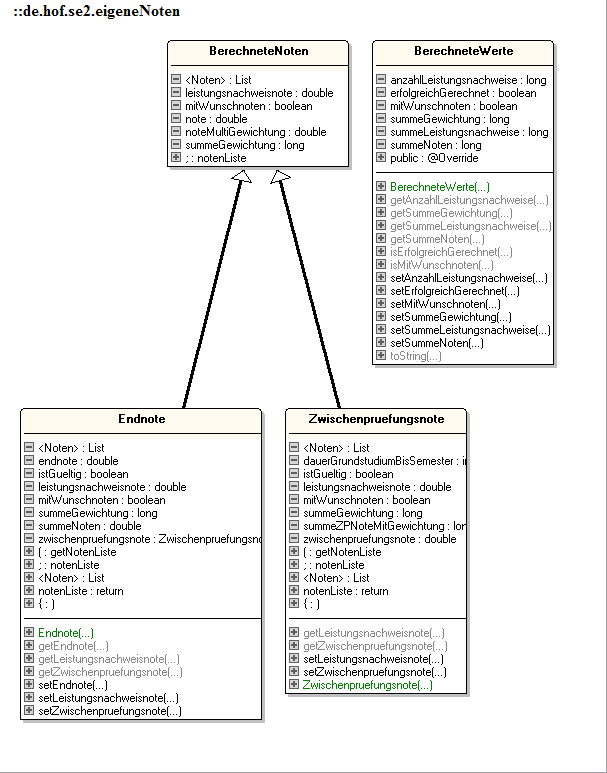 ::de.hof.se2.eigeneNoten
BerechneteNoten
<Noten> : List
leistungsnachweisnote : double
mitWunschnoten : boolean
note : double
noteMultiGewichtung : double
summeGewichtung : long
; : notenListe
BerechneteWerte
anzahlLeistungsnachweise : long
erfolgreichGerechnet : boolean
mitWunschnoten : boolean
summeGewichtung : long
summeLeistungsnachweise : long
summeNoten : long
public : @Override
BerechneteWerte(...)
getAnzahlLeistungsnachweise(...)
getSummeGewichtung(...)
getSummeLeistungsnachweise(...)
getSummeNoten(...)
isErfolgreichGerechnet(...)
isMitWunschnoten(...)
setAnzahlLeistungsnachweise(...)
setErfolgreichGerechnet(...)
setMitWunschnoten(...)
setSummeGewichtung(...)
setSummeLeistungsnachweise(...)
setSummeNoten(...)
toString(...)
Endnote
<Noten> : List
endnote : double
istGueltig : boolean
leistungsnachweisnote : double
mitWunschnoten : boolean
summeGewichtung : long
summeNoten : double
zwischenpruefungsnote : Zwischenpruefungsno
( : getNotenListe
; : notenListe
<Noten> : List
notenListe : return
{ : )
Endnote(...)
getEndnote(...)
getLeistungsnachweisnote(...)
getZwischenpruefungsnote(...)
setEndnote(...)
setLeistungsnachweisnote(...)
setZwischenpruefungsnote(...)
Zwischenpruefungsnote
<Noten> : List
dauerGrundstudiumBisSemester : in
istGueltig : boolean
leistungsnachweisnote : double
mitWunschnoten : boolean
summeGewichtung : long
summeZPNoteMitGewichtung : lon
zwischenpruefungsnote : double
( : getNotenListe
; : notenListe
<Noten> : List
notenListe : return
{ : )
getLeistungsnachweisnote(...)
getZwischenpruefungsnote(...)
setLeistungsnachweisnote(...)
setZwischenpruefungsnote(...)
Zwischenpruefungsnote(...)